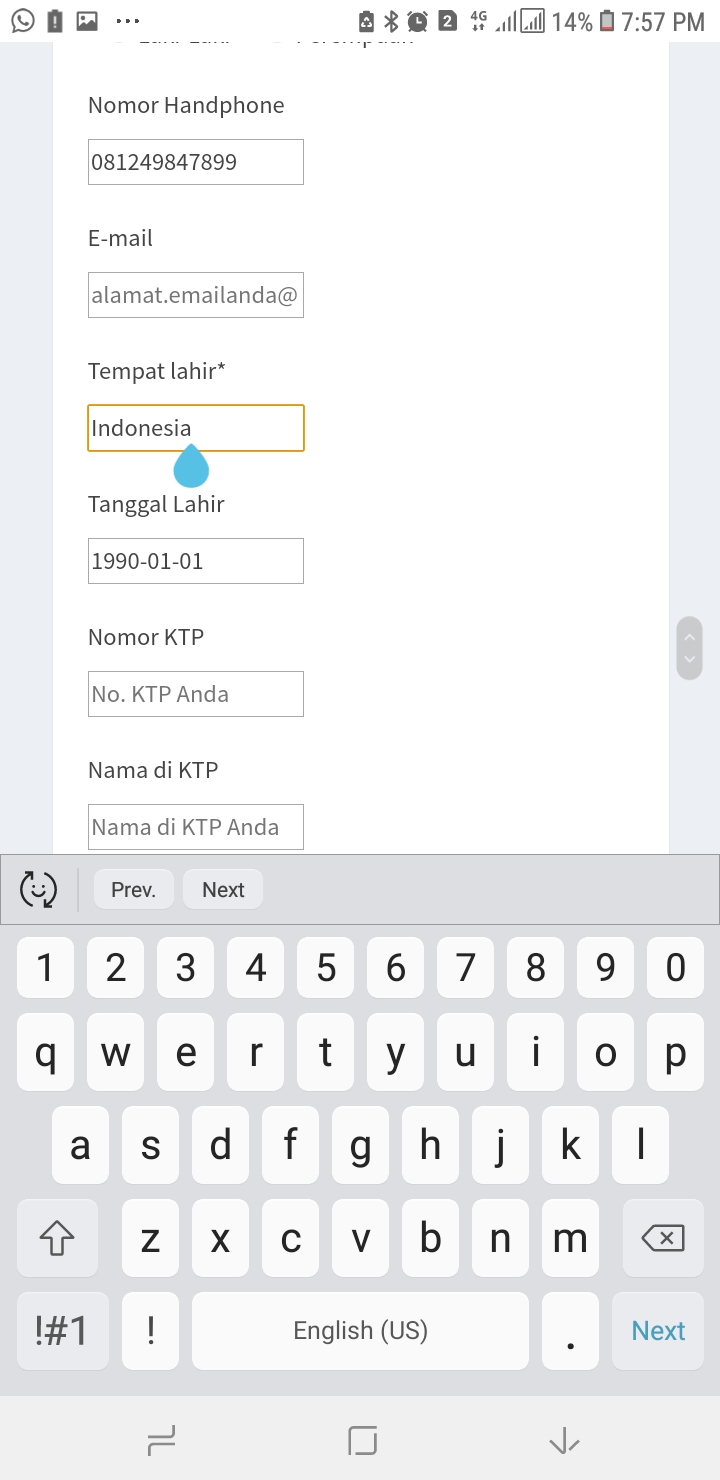 2 4G 14% 7:57 PM
Nomor Handphone
081249847899
E-mail
alamat.emailanda@
Tempat lahir*
Indonesia
Tanggal Lahir
1990-01-01
Nomor KTP
No. KTP Anda
Nama di KTP
Nama di KTP Anda
Prev. Next
1 2 3 4 5 6 7 8 9 0
q w e r t y u i o p
a s d f g h j k l
z x c v b n m
!#1 ! English (US) . Next